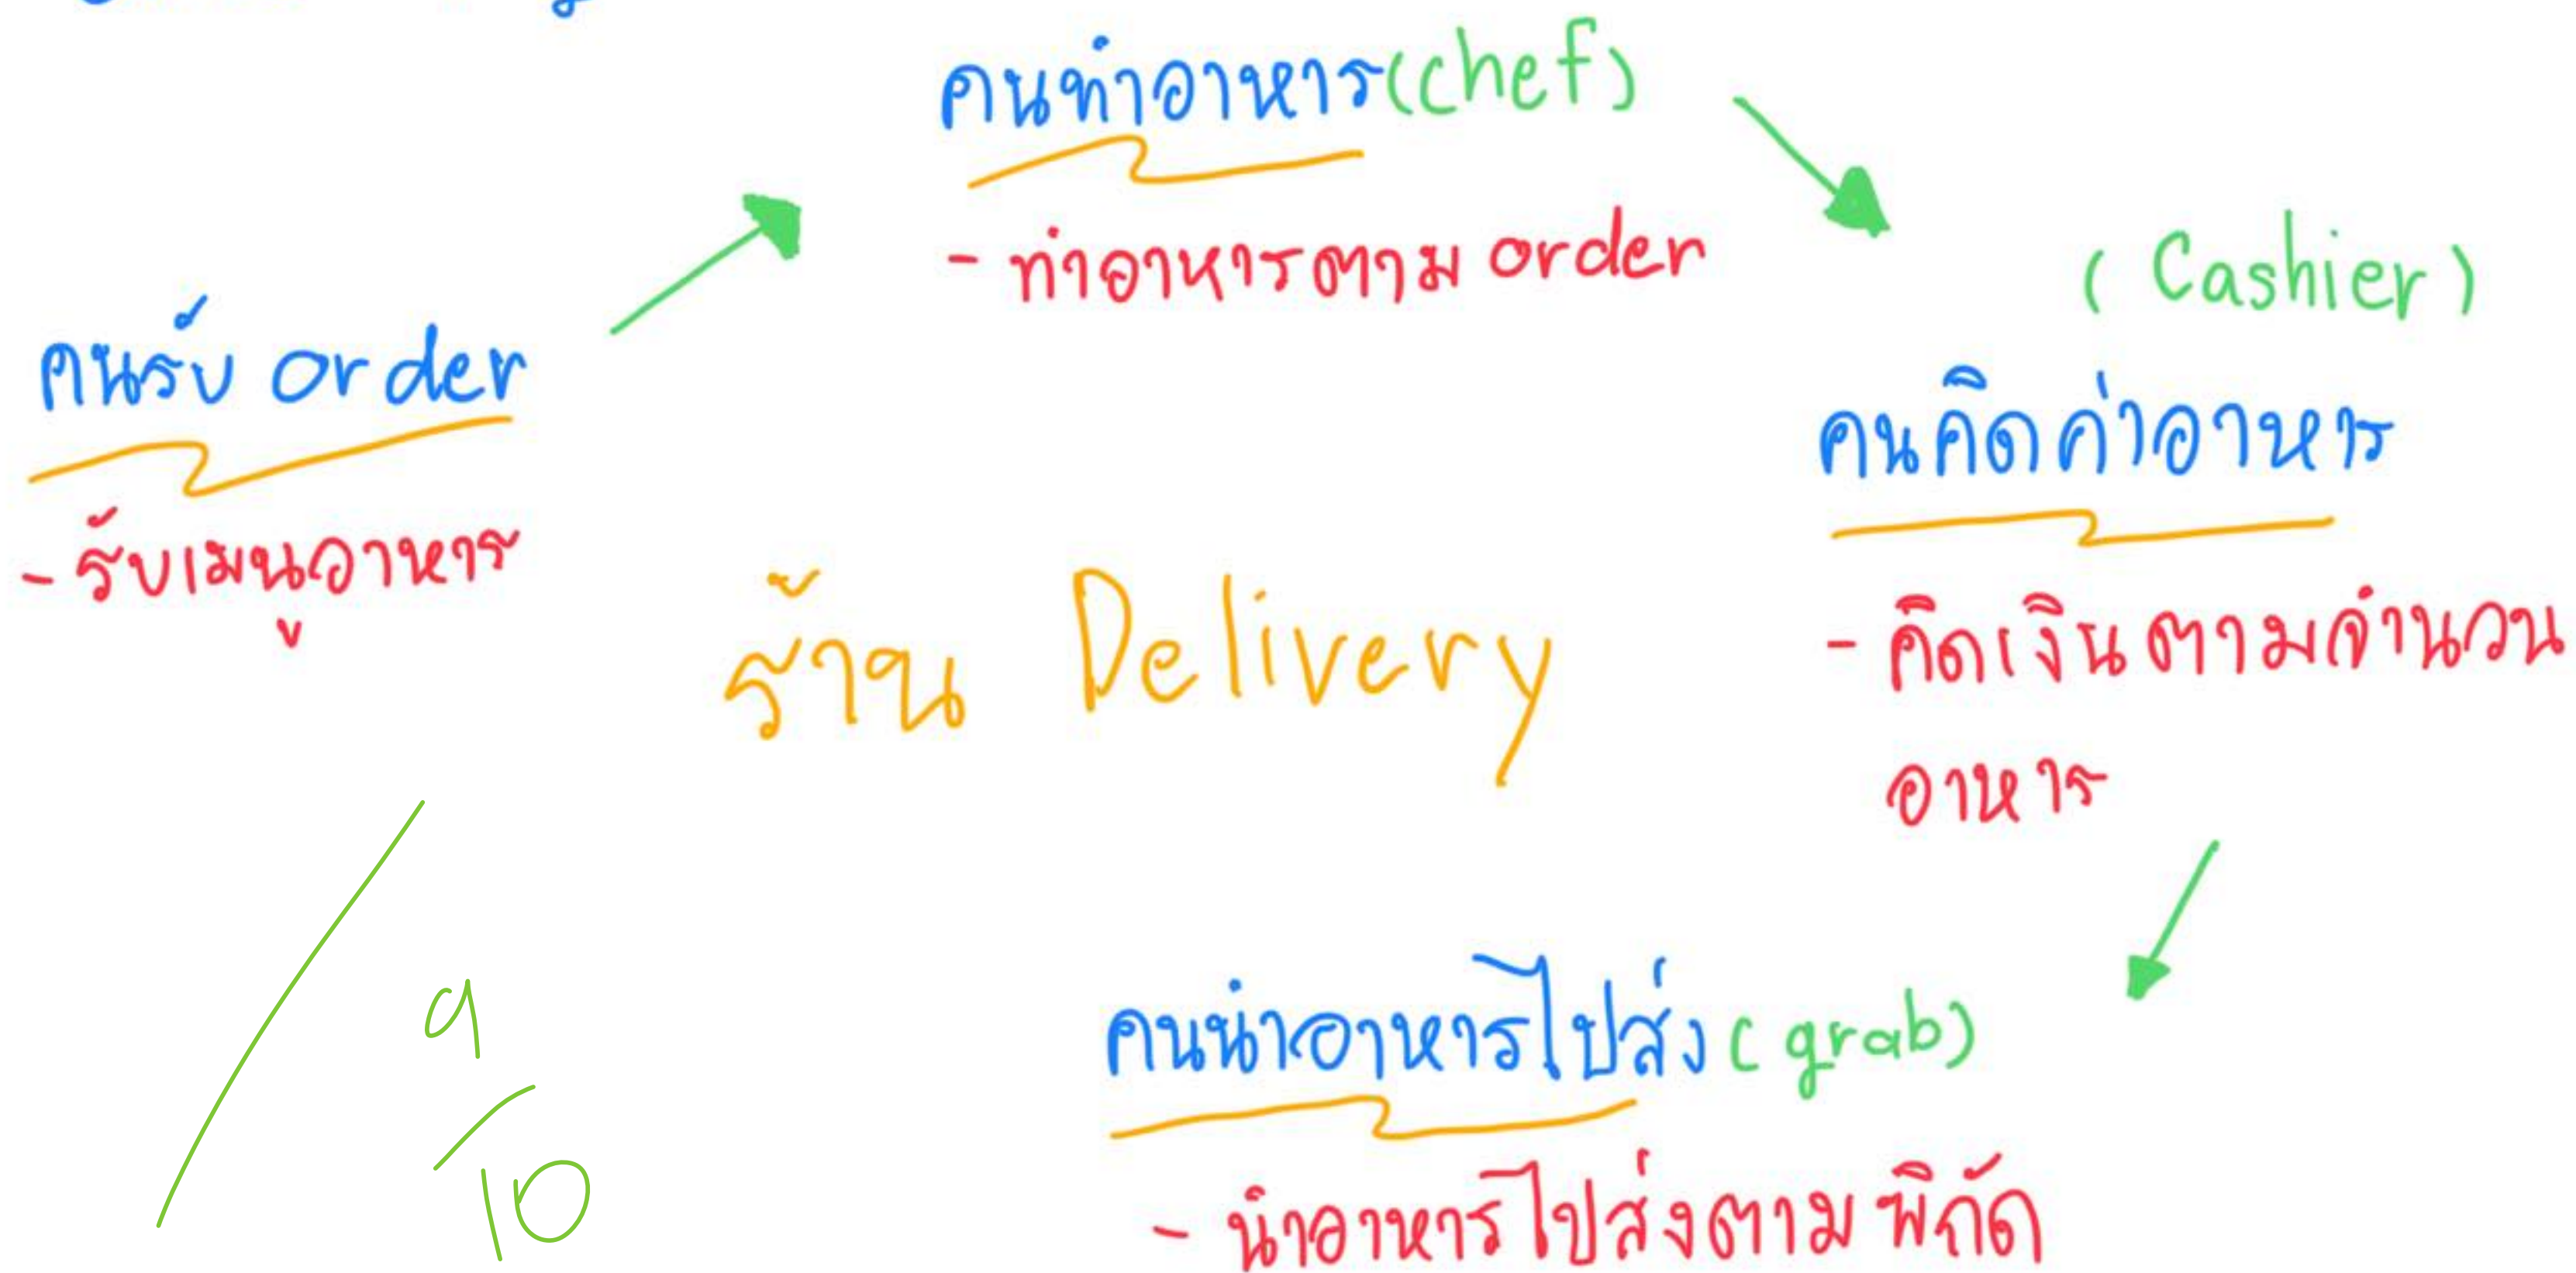 คนทำอาหาร(chef)
- ทำอาหารตาม order
(Cashier)
คนรับ order
- รับเมนูอาหาร
คนคิดค่าอาหาร
- คิดเงินตามจำนวน
อาหาร
ร้าน Delivery
คนนำอาหารไปส่ง(grab)
- นำอาหารไปส่งตามพิกัด
9
10